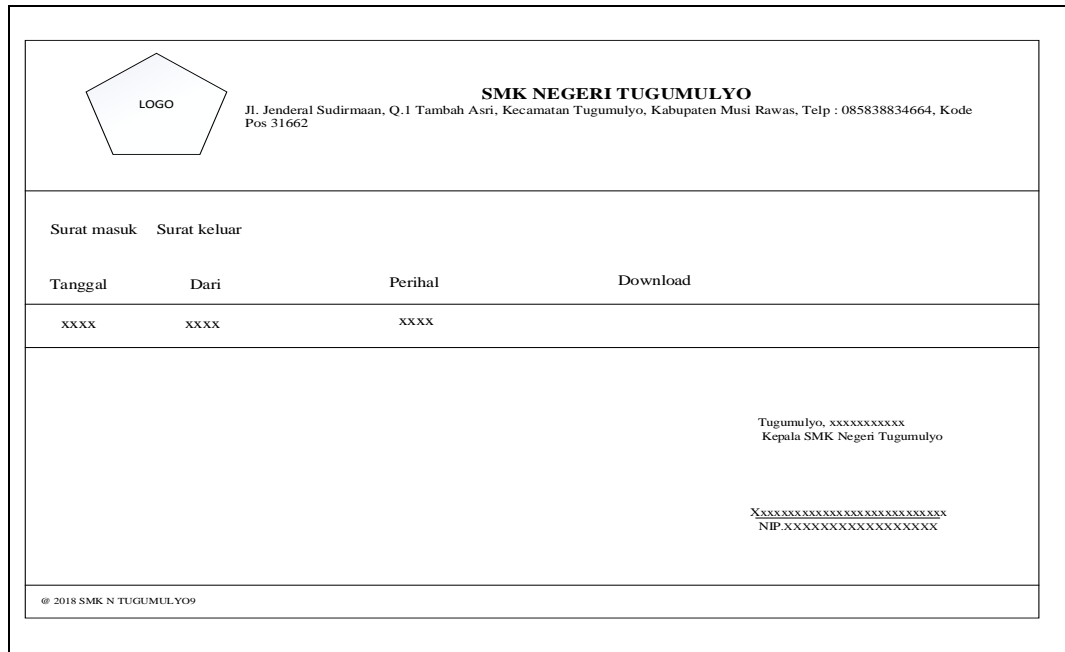 LOGO
SMK NEGERI TUGUMULYO
Jl. Jenderal Sudirmaan, Q.1 Tambah Asri, Kecamatan Tugumulyo, Kabupaten Musi Rawas, Telp : 085838834664, Kode
Pos 31662
Surat masuk Surat keluar
Tanggal Dari Perihal Download
xxxx xxxx xxxx
Tugumulyo, xxxxxxxxxxx
Kepala SMK Negeri Tugumulyo
Xxxxxxxxxxxxxxxxxxxxxxxxxxxx
NIP.XXXXXXXXXXXXXXXXX
@ 2018 SMK N TUGUMULYO9